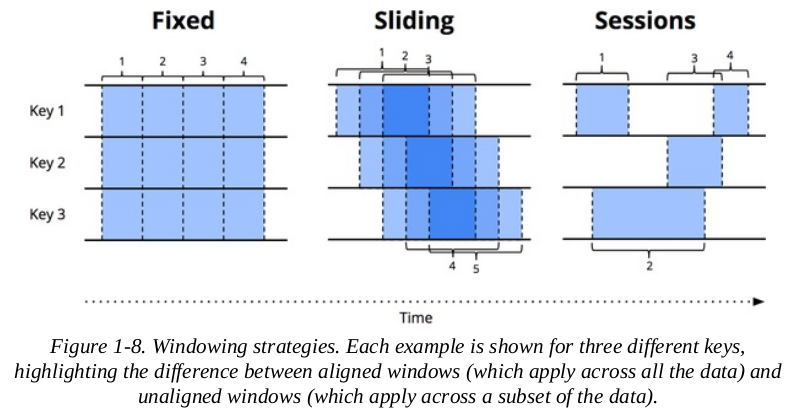 Fixed Sliding Sessions
1 2 3 4 1 2 3 1 3 4
Key 1
Key 2
Key 3
4 5 2
Time
Figure 1-8. Windowing strategies. Each example is shown for three different keys,
highlighting the difference between aligned windows (which apply across all the data) and
unaligned windows (which apply across a subset of the data).